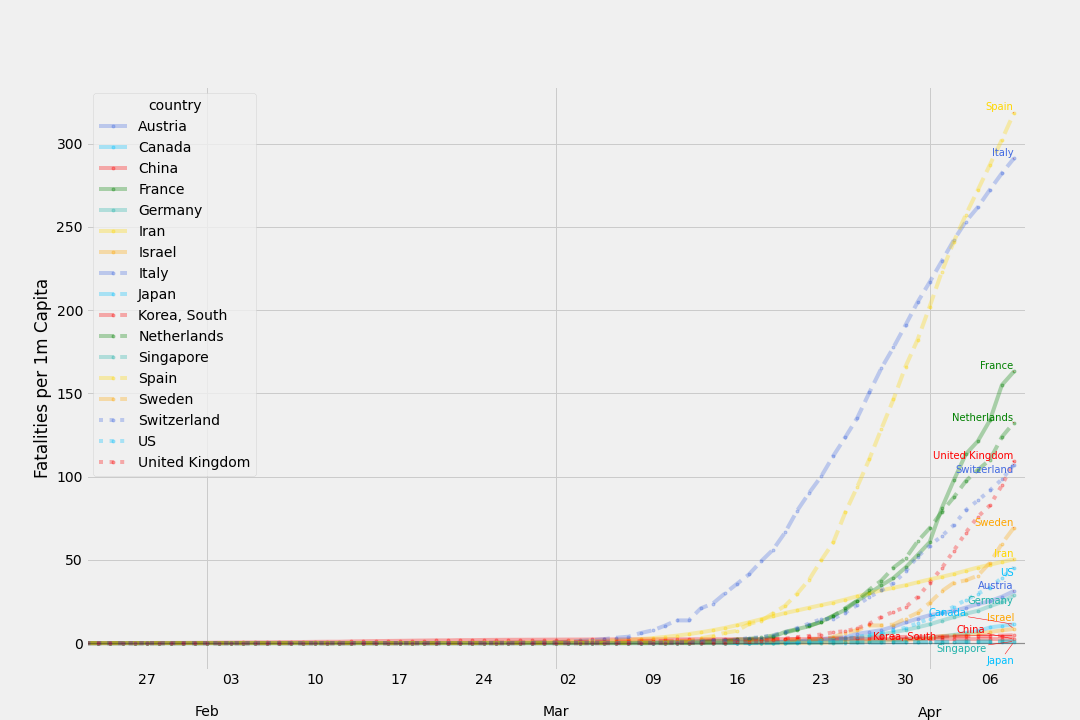 country
Austria
Canada
China
France
Germany
Iran
Israel
Italy
Japan
Korea, South
Netherlands
Singapore
Spain
Sweden
Switzerland
US
United Kingdom
Fatalities per 1m Capita
300
250
200
150
100
50
0
Spain
Italy
France
Netherlands
United Kingdom
Switzerland
Sweden
Iran
US
Austria
Germany
Canada
Israel
China
Korea, South
Singapore
Japan
27 03 10 17 24 02 09 16 23 30 06
Feb Mar Apr